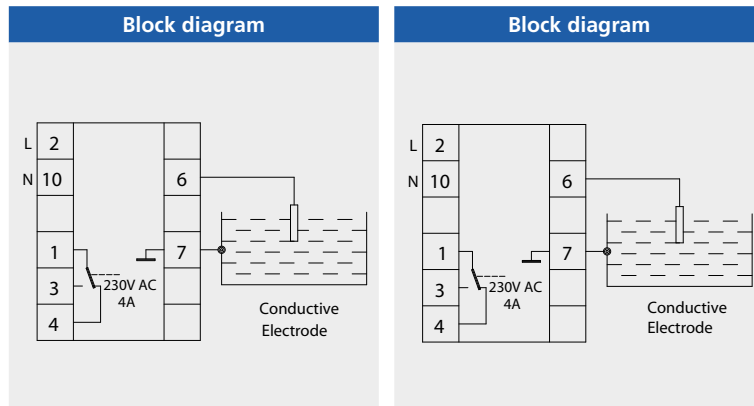 Block diagram
L 2
N 10 6
1 7
3 230V AC
4A
4
Conductive
Electrode
Block diagram
L 2
N 10 6
1 7
3 230V AC
4A
4
Conductive
Electrode